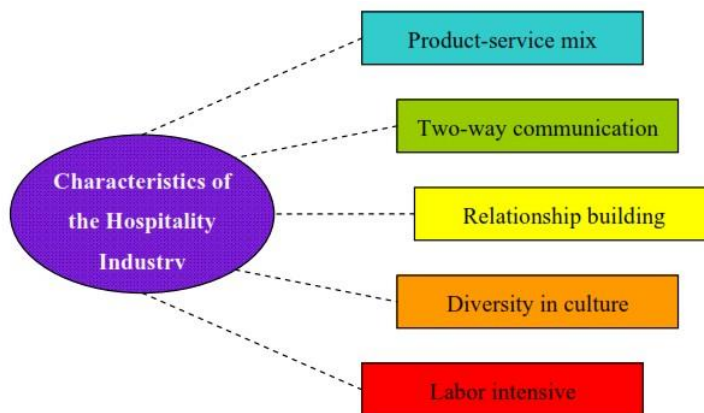 Product-service mix
Two-way communication
Characteristics of
the Hospitality
Industry
Relationship building
Diversity in culture
Labor intensive